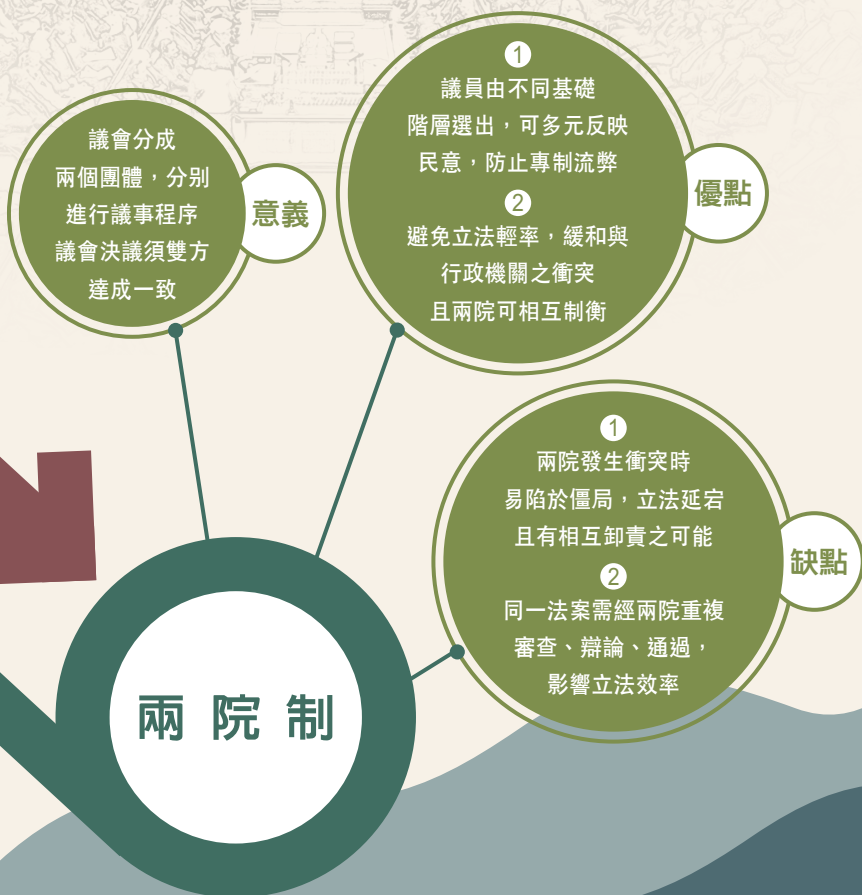 議會分成
兩個團體，分别
進行議事程序
議會決議須雙方
達成一致
意義
1
議員由不同基礎
階層選出，可多元反映
民意，防止專制流弊
2
避免立法輕率，緩和與
行政機關之衝突
且兩院可相互制衡
優點
1
兩院發生衝突時
易陷於僵局，立法延宕
且有相互卸責之可能
2
同一法案需經兩院重複
審查、辯論、通過，
影響立法效率
缺點
兩院制